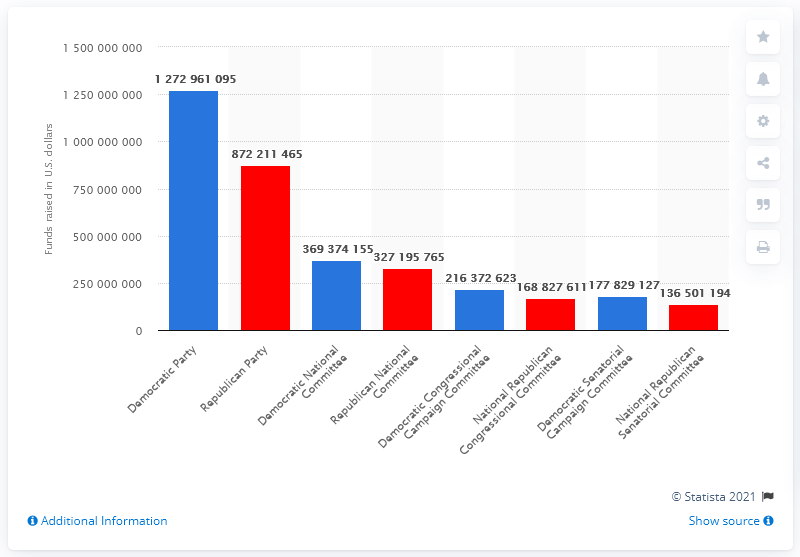 1 500 000 000
1 250 000 000
1 000 000 000
750 000 000
500 000 000
250 000 000
0
Funds raised in U.S. dollars
1 272 961 095
872 211 465
369 374 155
327 195 765
216 372 623
168 827 611
177 829 127
136 501 194
Democratic Party
Republican Party
Democratic National
Committee
Republican National
Committee
Democratic Congressional
Campaign Committee
National Republican
Congressional Committee
Democratic Senatorial
Campaign Committee
National Republican
Senatorial Committee
© Statista 2021
Additional Information
Show source